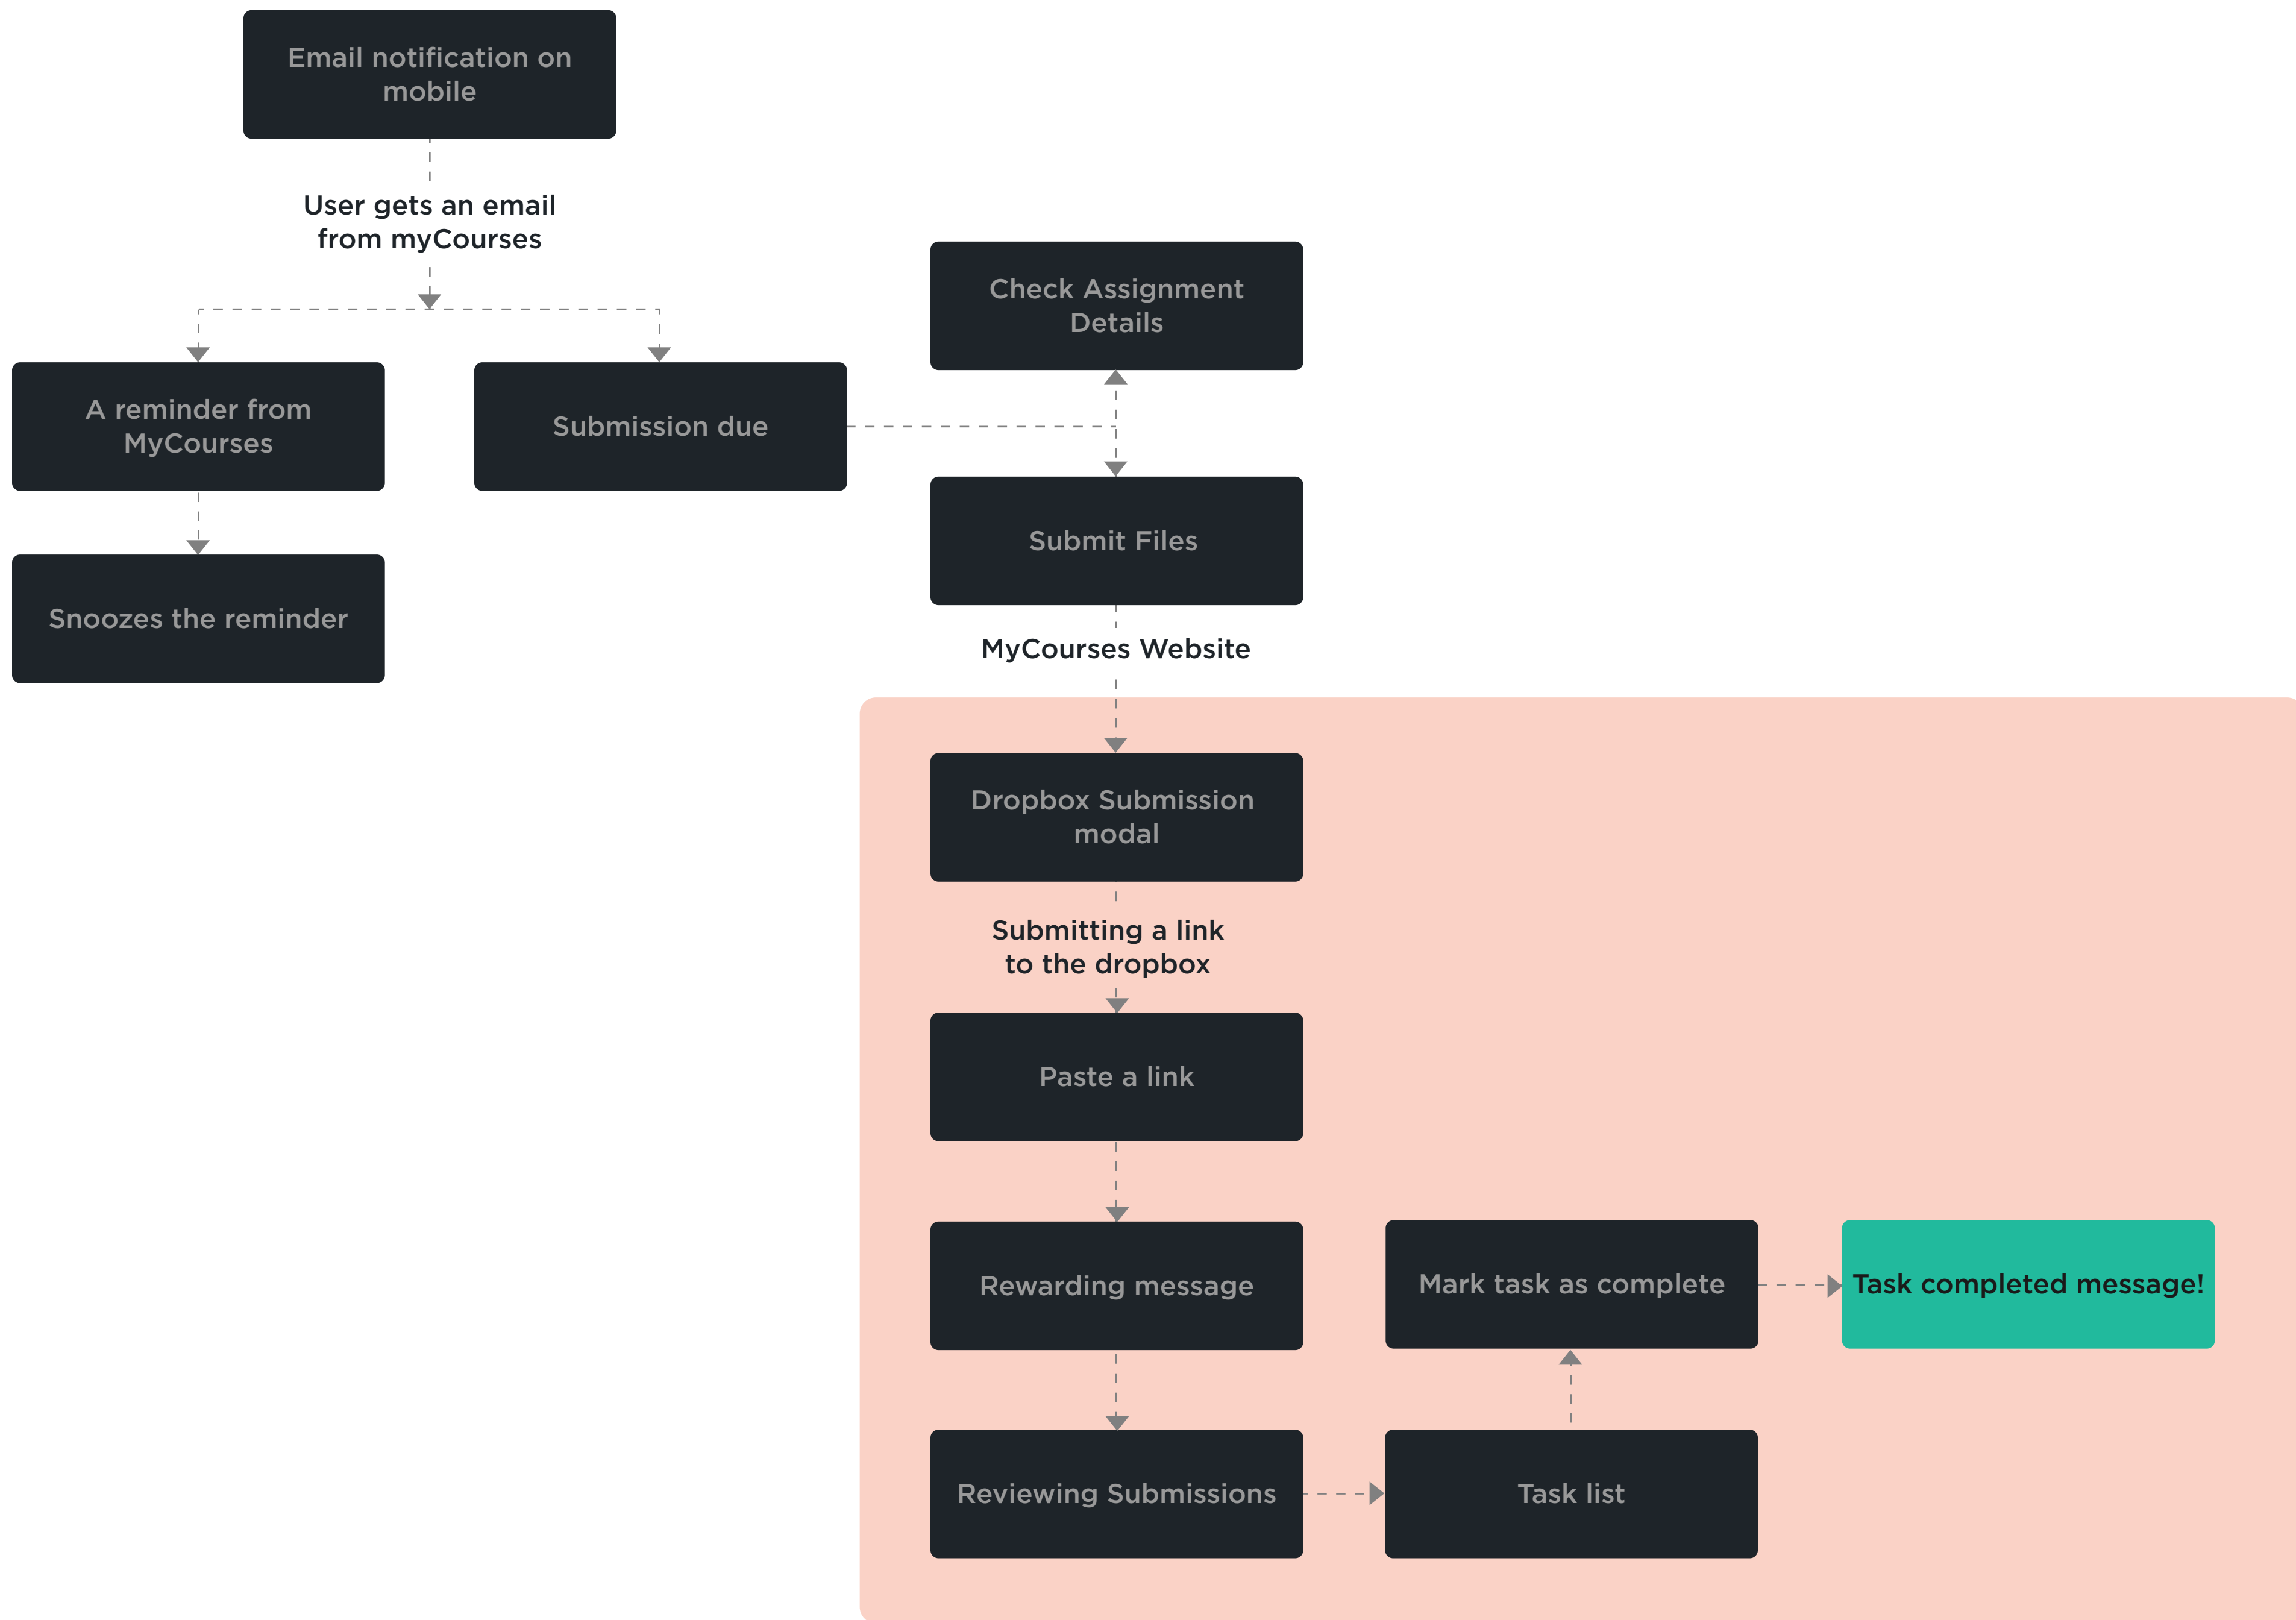 Email notification on
mobile
User gets an email
from myCourses
Check Assignment
Details
A reminder from
MyCourses
Submission due
Submit Files
Snoozes the reminder
MyCourses Website
Dropbox Submission
modal
Submitting a link
to the dropbox
Paste a link
Rewarding message
Mark task as complete
Task completed message!
Reviewing Submissions
Task list